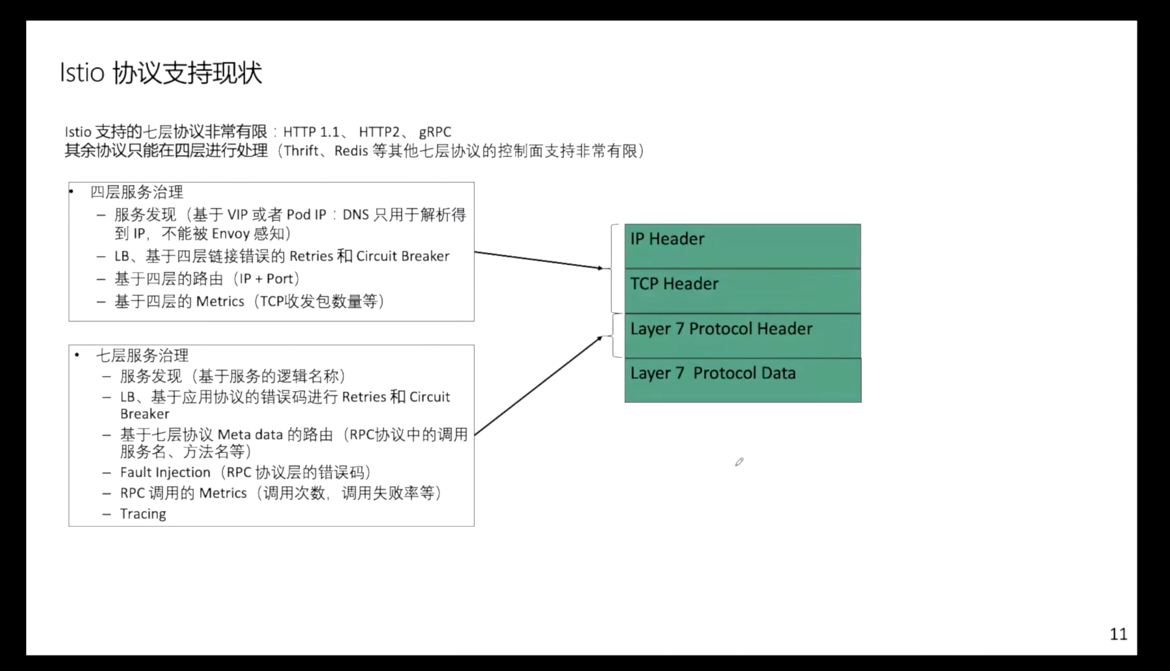 Istio 协议支持现状
Istio 支持的七层协议非常有限：HTTP 1.1、 HTTP2、 gRPC
其余协议只能在四层进行处理（Thrift、Redis 等其他七层协议的控制面支持非常有限）
• 四层服务治理
– 服务发现（基于 VIP 或者 Pod IP：DNS 只用于解析得
到 IP，不能被 Envoy 感知）
– LB、基于四层链接错误的 Retries 和 Circuit Breaker
– 基于四层的路由（IP + Port）
– 基于四层的 Metrics（TCP收发包数量等）
• 七层服务治理
– 服务发现（基于服务的逻辑名称）
– LB、基于应用协议的错误码进行 Retries 和 Circuit
Breaker
– 基于七层协议 Meta data 的路由（RPC协议中的调用
服务名、方法名等）
– Fault Injection（RPC 协议层的错误码）
– RPC 调用的 Metrics（调用次数，调用失败率等）
– Tracing
IP Header
TCP Header
Layer 7 Protocol Header
Layer 7 Protocol Data
11